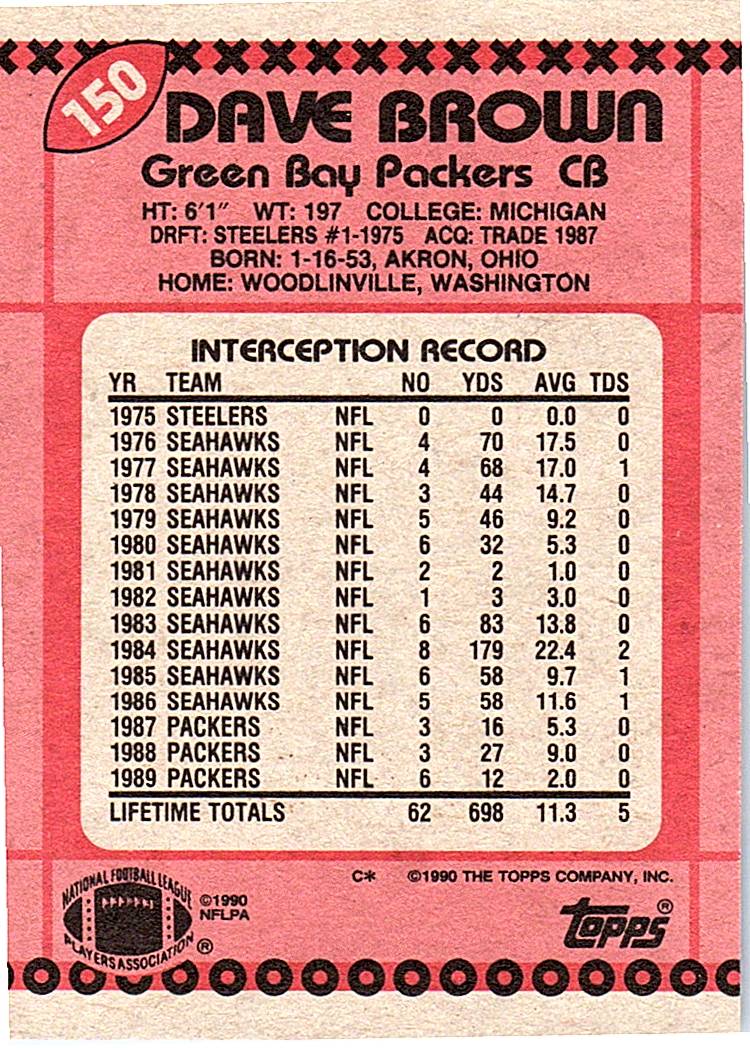 150
DAVE BROWN
Green Bay Packers CB
HT: 6'1" WT: 197 COLLEGE: MICHIGAN
DRFT: STEELERS #1-1975 ACQ: TRADE 1987
BORN: 1-16-53, AKRON, OHIO
HOME: WOODLINVILLE, WASHINGTON
INTERCEPTION RECORD
YR TEAM NO YDS AVG TDS
1975 STEELERS NFL 0 0 0.0 0
1976 SEAHAWKS NFL 4 70 17.5 0
1977 SEAHAWKS NFL 4 68 17.0 1
1978 SEAHAWKS NFL 3 44 14.7 0
1979 SEAHAWKS NFL 5 46 9.2 0
1980 SEAHAWKS NFL 6 32 5.3 0
1981 SEAHAWKS NFL 2 2 1.0 0
1982 SEAHAWKS NFL 1 3 3.0 0
1983 SEAHAWKS NFL 6 83 13.8 0
1984 SEAHAWKS NFL 8 179 22.4 2
1985 SEAHAWKS NFL 6 58 9.7 1
1986 SEAHAWKS NFL 5 58 11.6 1
1987 PACKERS NFL 3 16 5.3 0
1988 PACKERS NFL 3 27 9.0 0
1989 PACKERS NFL 6 12 2.0 0
LIFETIME TOTALS 62 698 11.3 5
C* ©1990 THE TOPPS COMPANY, INC.
NATIONAL FOOTBALL LEAGUE
PLAYERS ASSOCIATION ®
©1990
NFLPA
topps ®